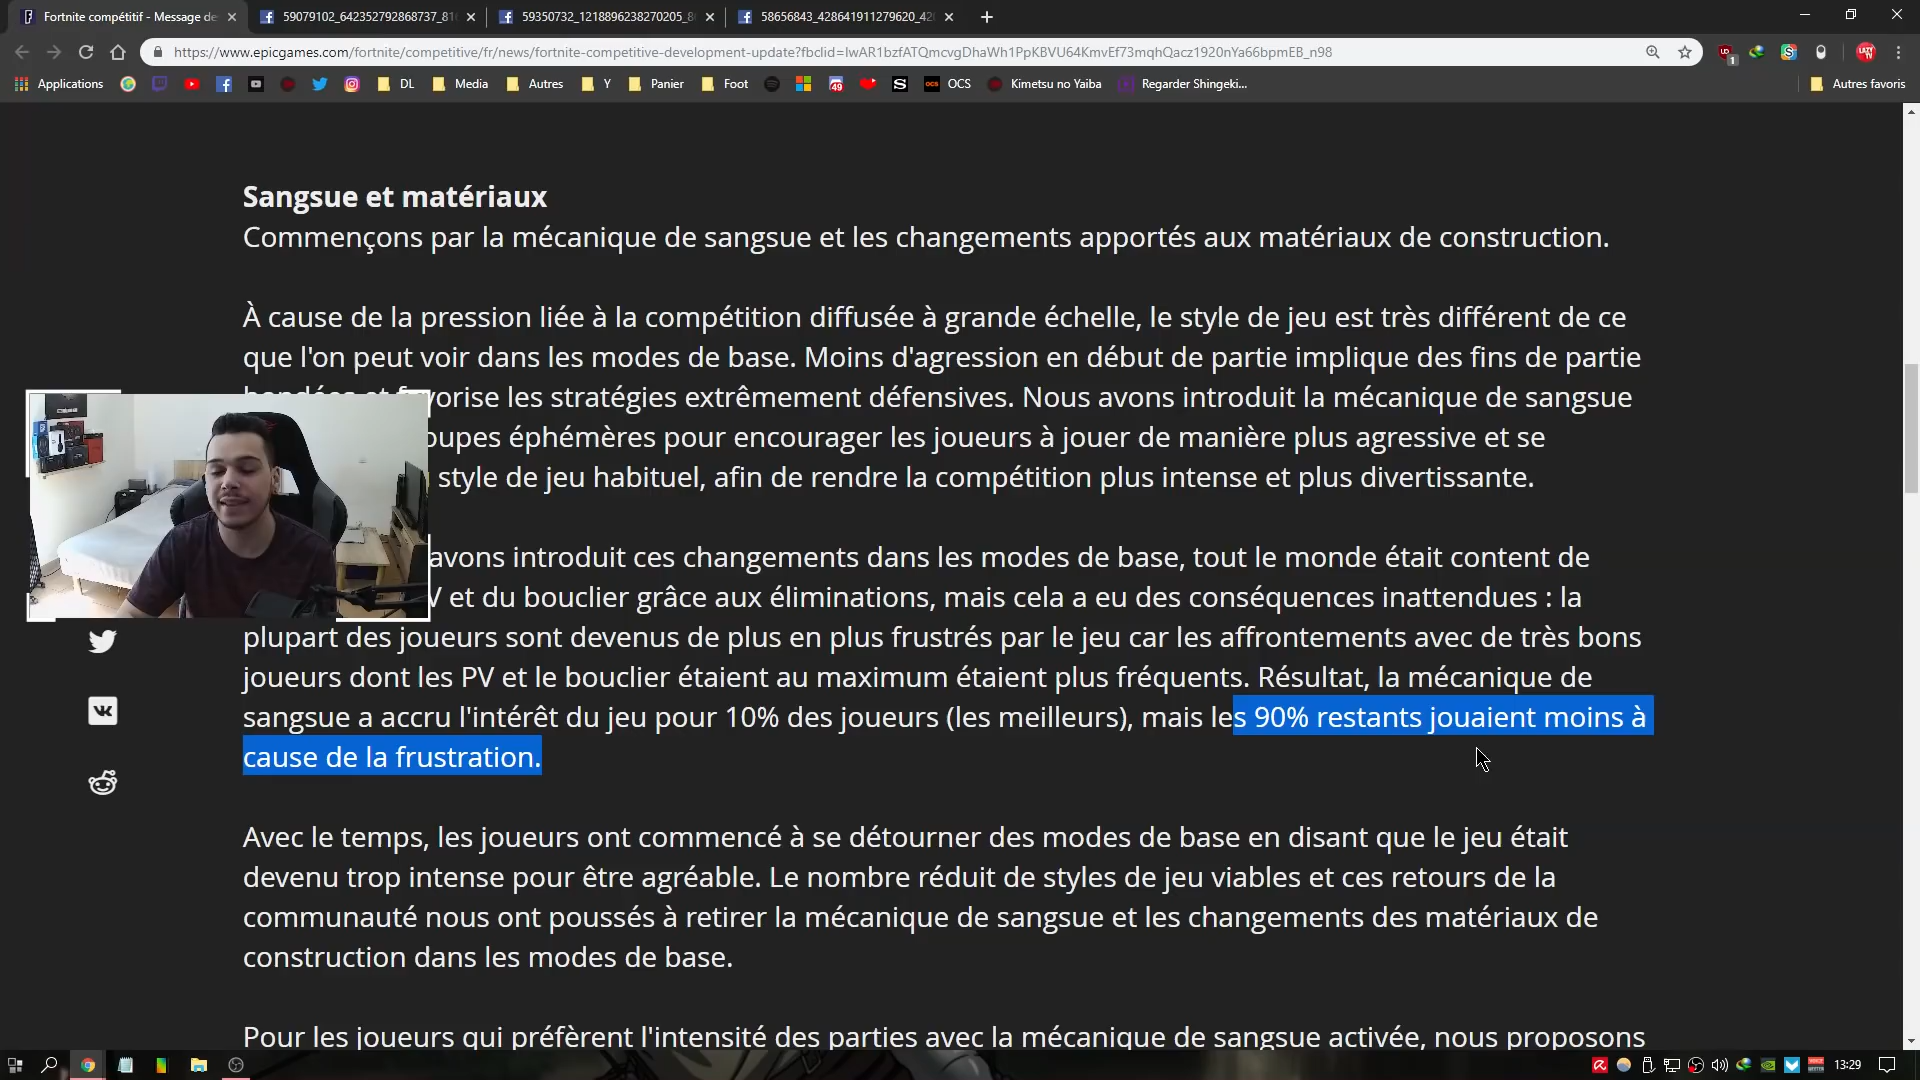 Fortnite compétitif - Message de
59079102_642352792868737_81
59350732_1218896238270205_8
58656843_428641911279620_42
https://www.epicgames.com/fortnite/competitive/fr/news/fortnite-competitive-development-update?fbclid=IwAR1bzfATQmcvgDhaWh1PpKBVU64KmvEf73mqhQacz1920nYa66bpmEB_n98
Applications DL Media Autres Y Panier Foot 49 OCS Kimetsu no Yaiba Regarder Shingeki... Autres favoris
Sangsue et matériaux
Commençons par la mécanique de sangsue et les changements apportés aux matériaux de construction.
À cause de la pression liée à la compétition diffusée à grande échelle, le style de jeu est très différent de ce
que l'on peut voir dans les modes de base. Moins d'agression en début de partie implique des fins de partie
les stratégies extrêmement défensives. Nous avons introduit la mécanique de sangsue
oupes éphémères pour encourager les joueurs à jouer de manière plus agressive et se
style de jeu habituel, afin de rendre la compétition plus intense et plus divertissante.
avons introduit ces changements dans les modes de base, tout le monde était content de
V et du bouclier grâce aux éliminations, mais cela a eu des conséquences inattendues : la
plupart des joueurs sont devenus de plus en plus frustrés par le jeu car les affrontements avec de très bons
joueurs dont les PV et le bouclier étaient au maximum étaient plus fréquents. Résultat, la mécanique de
sangsue a accru l'intérêt du jeu pour 10% des joueurs (les meilleurs), mais les 90% restants jouaient moins à
cause de la frustration.
Avec le temps, les joueurs ont commencé à se détourner des modes de base en disant que le jeu était
devenu trop intense pour être agréable. Le nombre réduit de styles de jeu viables et ces retours de la
communauté nous ont poussés à retirer la mécanique de sangsue et les changements des matériaux de
construction dans les modes de base.
Pour les joueurs qui préfèrent l'intensité des parties avec la mécanique de sangsue activée, nous proposons
13:29